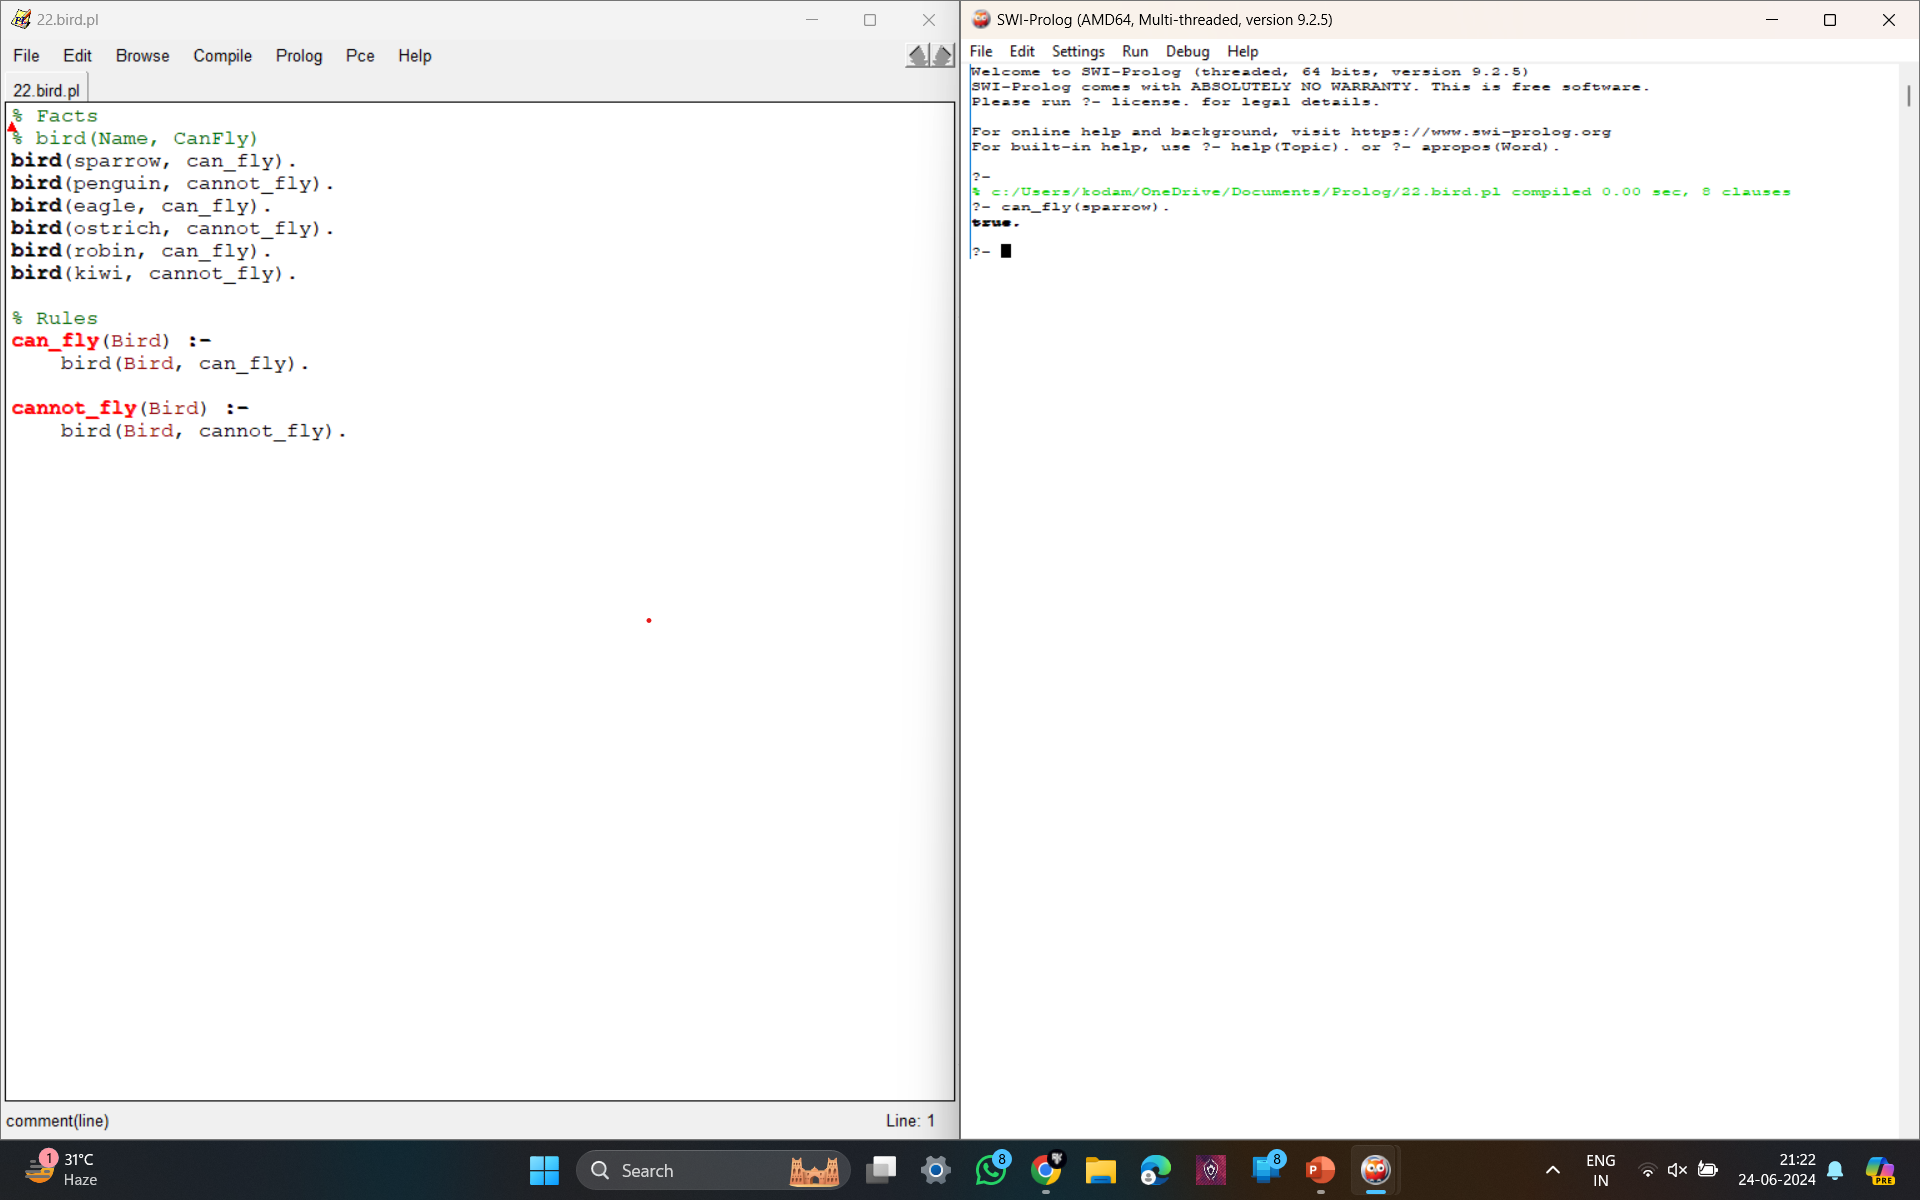 22.bird.pl
File Edit Browse Compile Prolog Pce Help
22.bird.pl
% Facts
% bird(Name, CanFly)
bird(sparrow, can_fly).
bird(penguin, cannot_fly).
bird(eagle, can_fly).
bird(ostrich, cannot_fly).
bird(robin, can_fly).
bird(kiwi, cannot_fly).
% Rules
can_fly(Bird) :-
    bird(Bird, can_fly).
cannot_fly(Bird) :-
    bird(Bird, cannot_fly).
comment(line)
Line: 1
SWI-Prolog (AMD64, Multi-threaded, version 9.2.5)
File Edit Settings Run Debug Help
Welcome to SWI-Prolog (threaded, 64 bits, version 9.2.5)
SWI-Prolog comes with ABSOLUTELY NO WARRANTY. This is free software.
Please run ?- license. for legal details.
For online help and background, visit https://www.swi-prolog.org
For built-in help, use ?- help(Topic). or ?- apropos(Word).
?-
% c:/Users/kodam/OneDrive/Documents/Prolog/22.bird.pl compiled 0.00 sec, 8 clauses
?- can_fly(sparrow).
true.
?-
1
31°C
Haze
Search
8
8
P
ENG
IN
21:22
24-06-2024
PRE